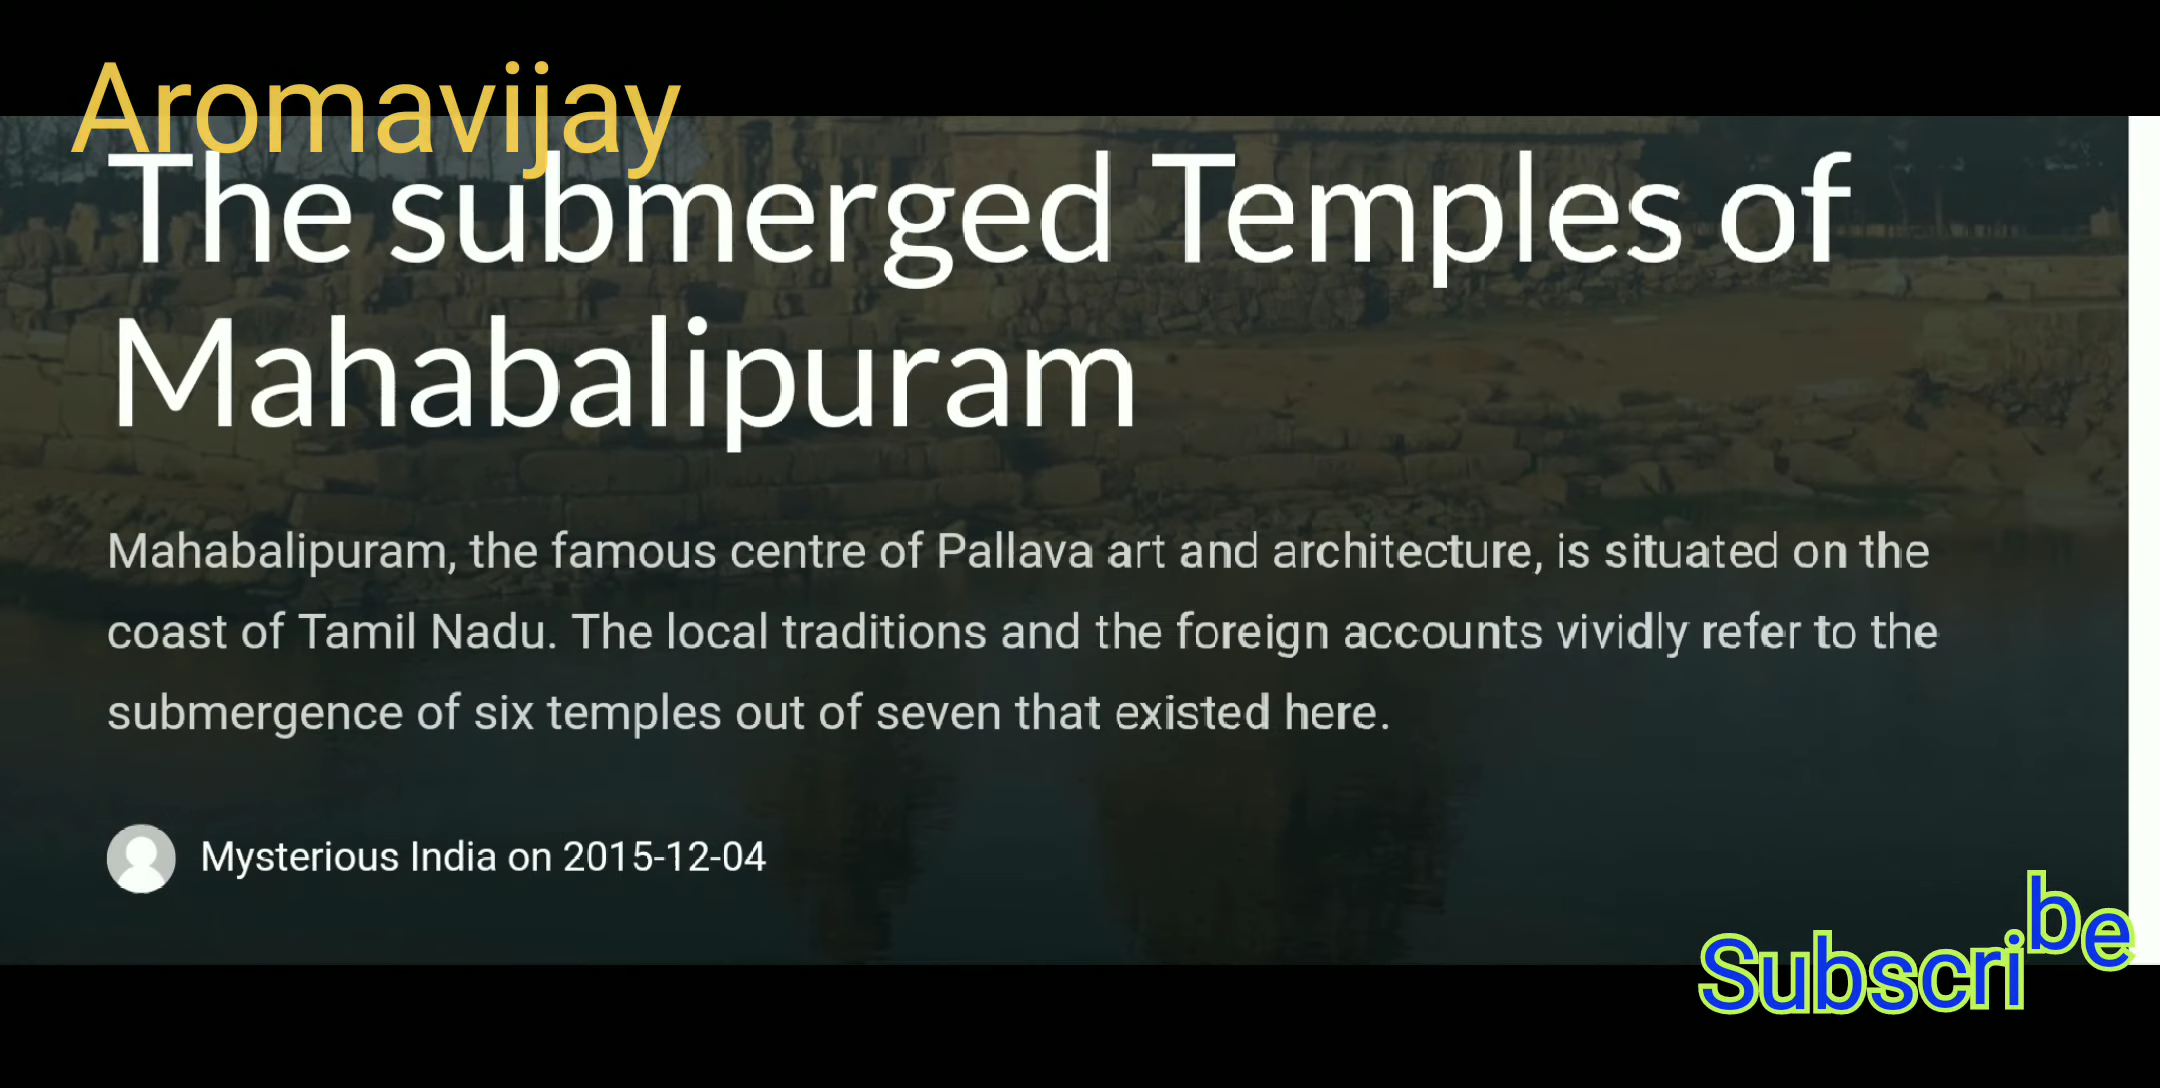 Aromavijay
The submerged Temples of
Mahabalipuram
Mahabalipuram, the famous centre of Pallava art and architecture, is situated on the
coast of Tamil Nadu. The local traditions and the foreign accounts vividly refer to the
submergence of six temples out of seven that existed here.
Mysterious India on 2015-12-04
Subscribe